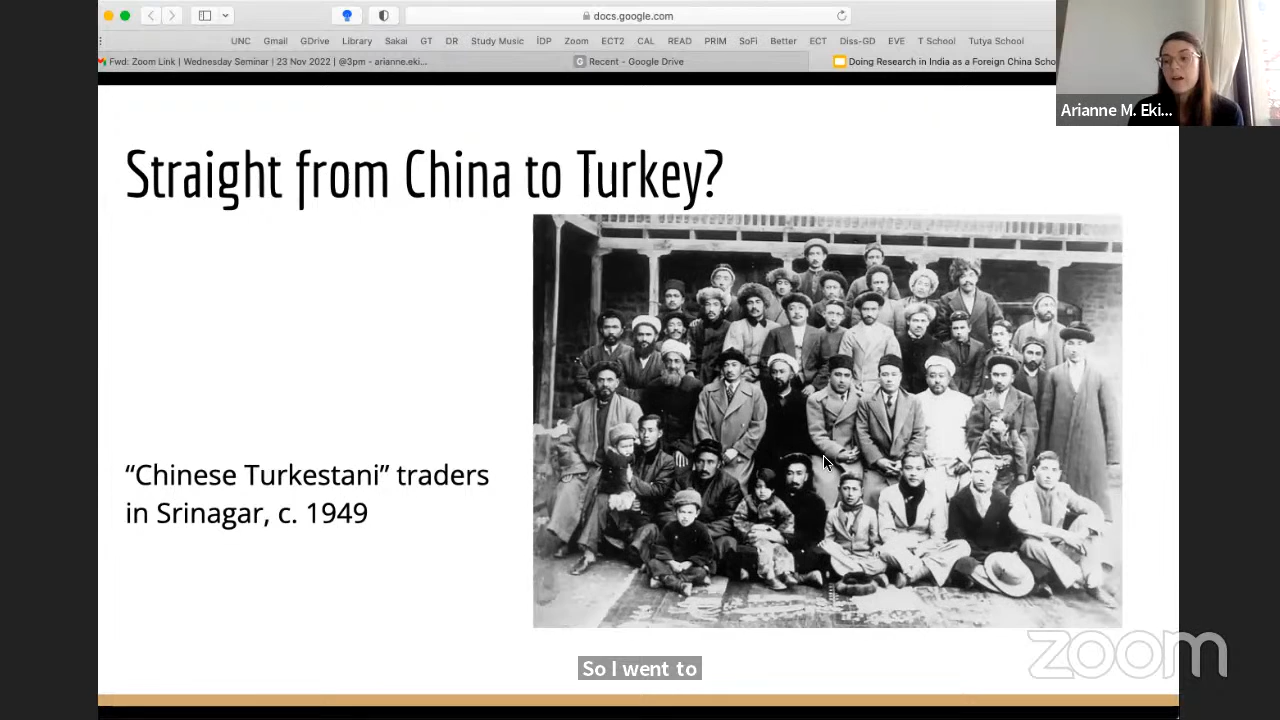 docs.google.com
UNC Gmail GDrive Library Sakai GT DR Study Music İDP Zoom ECT2 CAL READ PRIM SoFi Better ECT Diss-GD EVE T School Tutya School
Fwd: Zoom Link | Wednesday Seminar | 23 Nov 2022 | @3pm - arianne.eki...
G Recent - Google Drive
Doing Research in India as a Foreign China Scho
Arianne M. Eki...
Straight from China to Turkey?
“Chinese Turkestani” traders
in Srinagar, c. 1949
So I went to
zoom